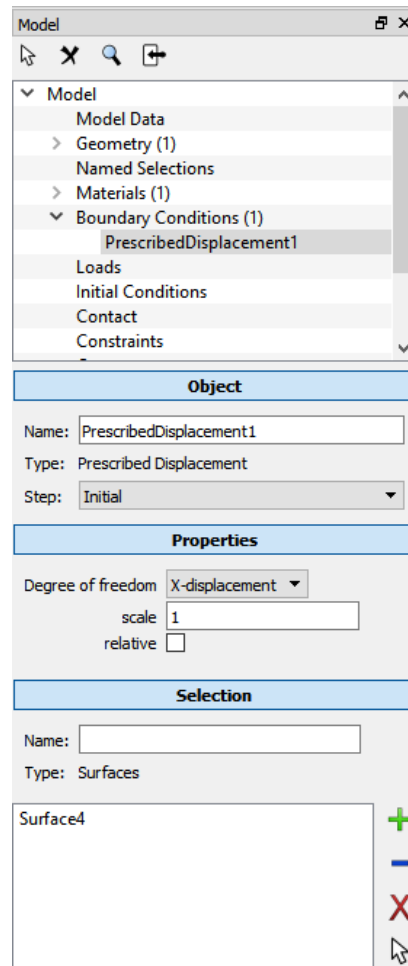 Model
Model
Model Data
Geometry (1)
Named Selections
Materials (1)
Boundary Conditions (1)
PrescribedDisplacement1
Loads
Initial Conditions
Contact
Constraints
Object
Name: PrescribedDisplacement1
Type: Prescribed Displacement
Step: Initial
Properties
Degree of freedom X-displacement
scale 1
relative
Selection
Name:
Type: Surfaces
Surface4